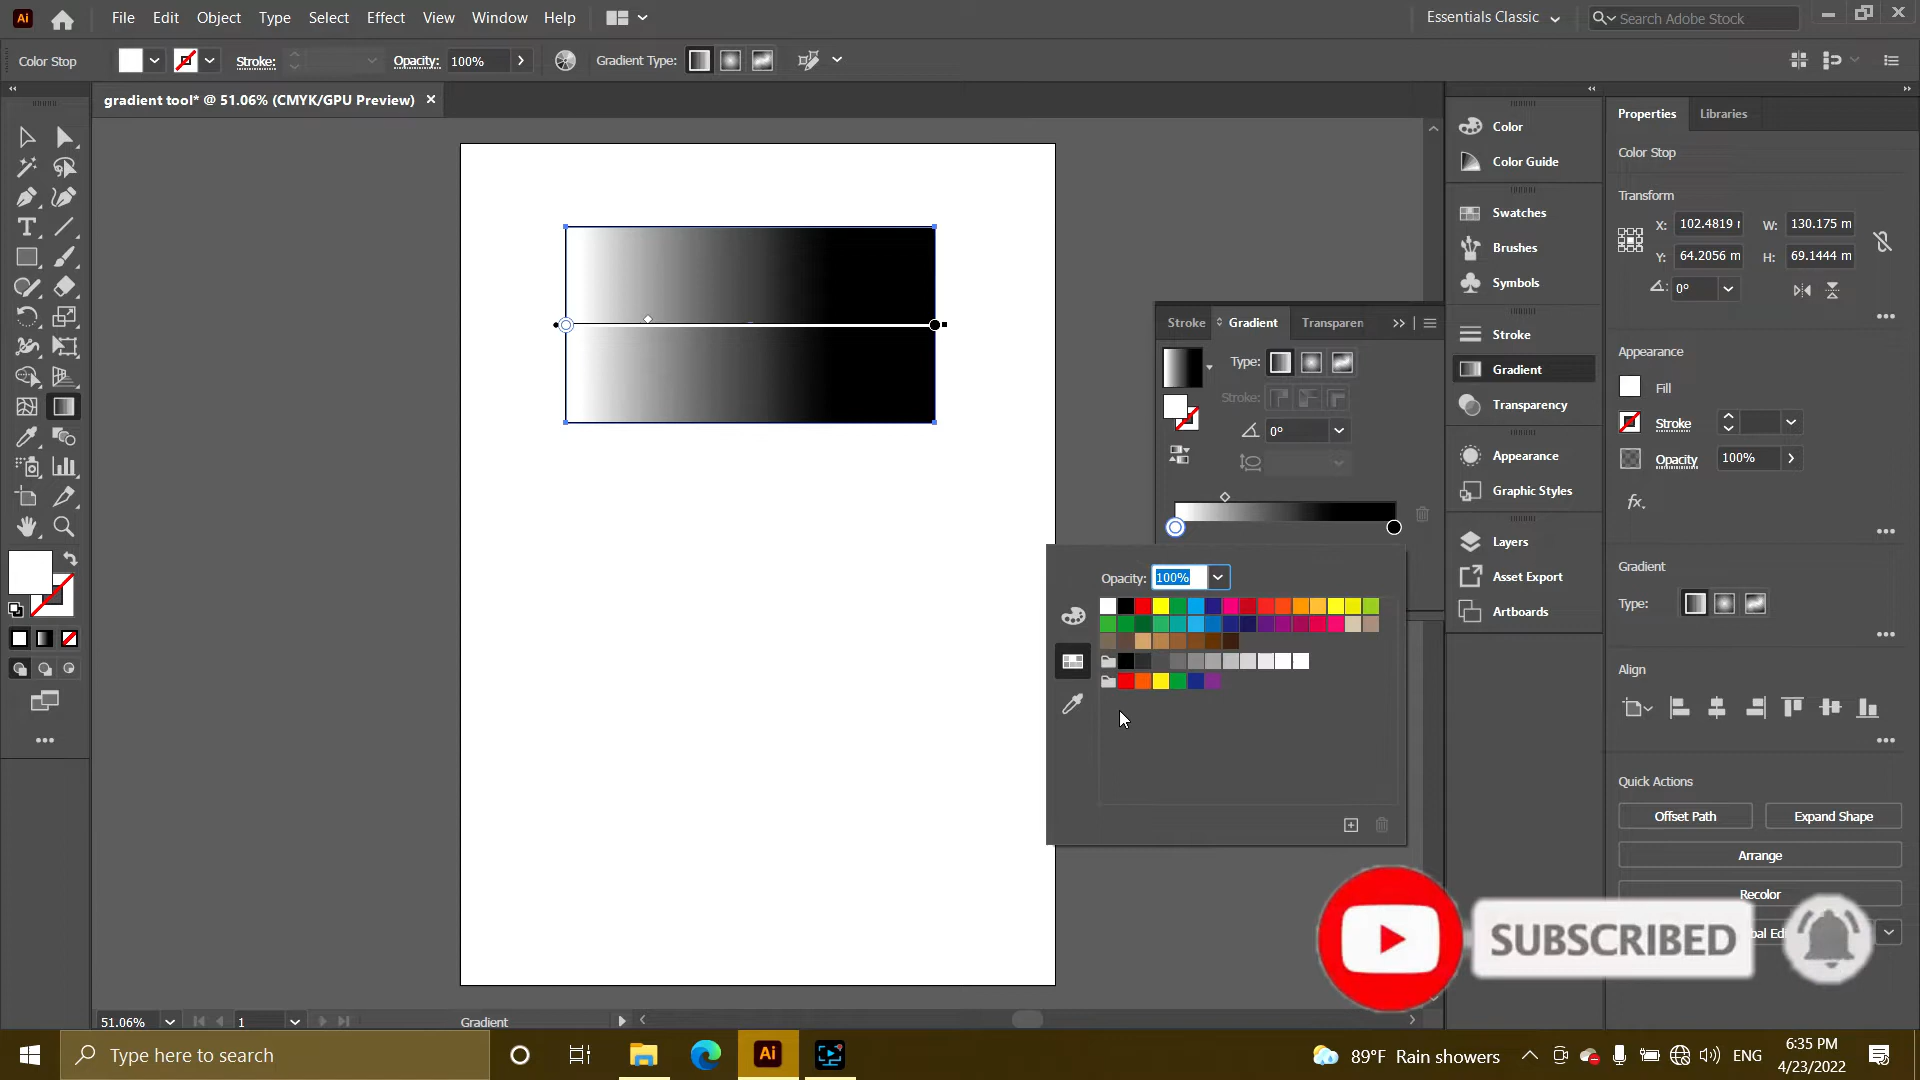 Ai File Edit Object Type Select Effect View Window Help Essentials Classic Search Adobe Stock
Color Stop Stroke: Opacity: 100% Gradient Type:
gradient tool* @ 51.06% (CMYK/GPU Preview)
Properties Libraries
Color Stop
Transform
X: 102.4819 W: 130.175 m
Y: 64.2056 m H: 69.1444 m
0°
Appearance
Fill
Stroke
Opacity 100%
fx.
Gradient
Type:
Align
Quick Actions
Offset Path Expand Shape
Arrange
Recolor
Color
Color Guide
Swatches
Brushes
Symbols
Stroke
Gradient
Transparency
Appearance
Graphic Styles
Layers
Asset Export
Artboards
Stroke Gradient Transparen
Type:
Stroke:
0°
Opacity: 100%
T
SUBSCRIBED
51.06% 1 Gradient
Type here to search Ai 89°F Rain showers ENG 6:35 PM
4/23/2022